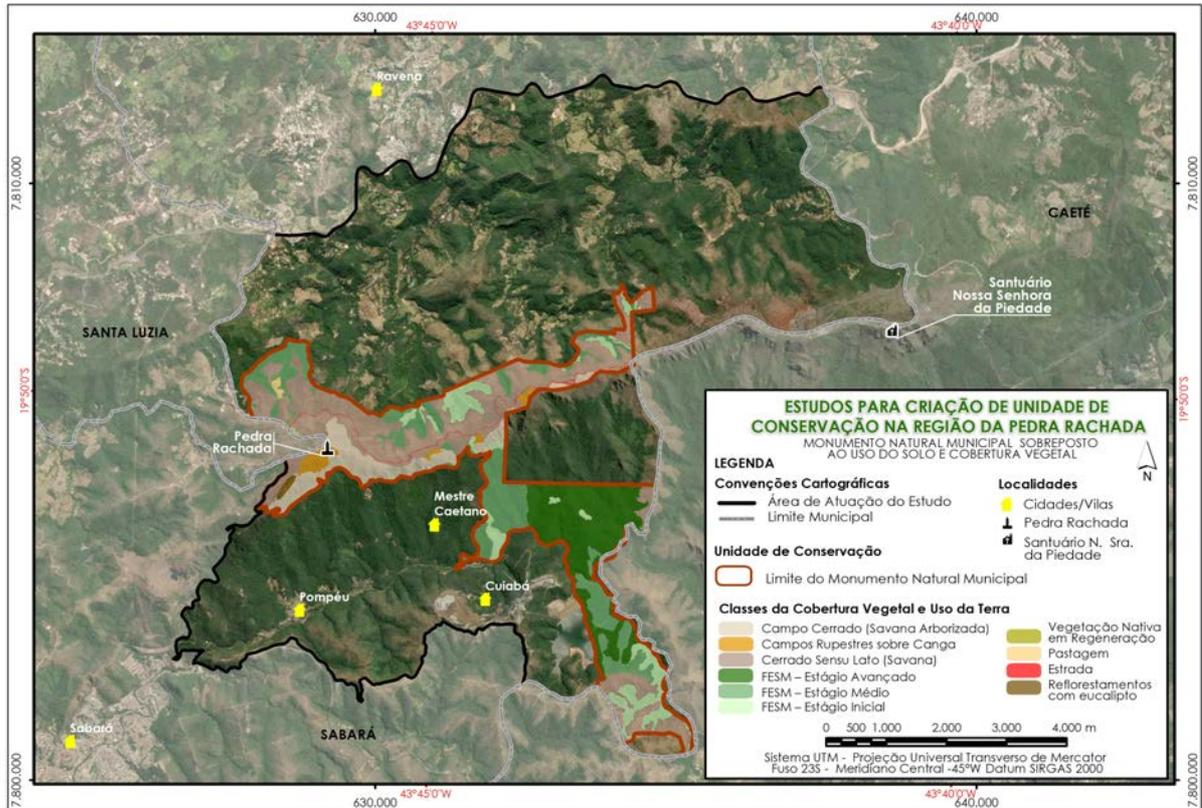 630.000
43°45'0"W
640.000
43°40'0"W
7.810.000
7.810.000
Ravena
CAETÉ
Santuário
Nossa Senhora
da Piedade
SANTA LUZIA
19°50'0"S
19°50'0"S
Pedra
Rachada
Mestre
Caetano
Cuiabá
Pompéu
Sabará
SABARÁ
ESTUDOS PARA CRIAÇÃO DE UNIDADE DE
CONSERVAÇÃO NA REGIÃO DA PEDRA RACHADA
MONUMENTO NATURAL MUNICIPAL SOBREPOSTO
AO USO DO SOLO E COBERTURA VEGETAL
N
LEGENDA
Convenções Cartográficas
Área de Atuação do Estudo
Limite Municipal
Localidades
Cidades/Vilas
Pedra Rachada
Santuário N. Sra.
da Piedade
Unidade de Conservação
Limite do Monumento Natural Municipal
Classes da Cobertura Vegetal e Uso da Terra
Campo Cerrado (Savana Arborizada)
Campos Rupestres sobre Canga
Cerrado Sensu Lato (Savana)
FESM – Estágio Avançado
FESM – Estágio Médio
FESM – Estágio Inicial
Vegetação Nativa
em Regeneração
Pastagem
Estrada
Reflorestamentos
com eucalipto
0 500 1.000 2.000 3.000 4.000 m
Sistema UTM - Projeção Universal Transverso de Mercator
Fuso 23S - Meridiano Central -45°W Datum SIRGAS 2000
7.800.000
7.800.000
630.000
43°45'0"W
43°40'0"W
640.000